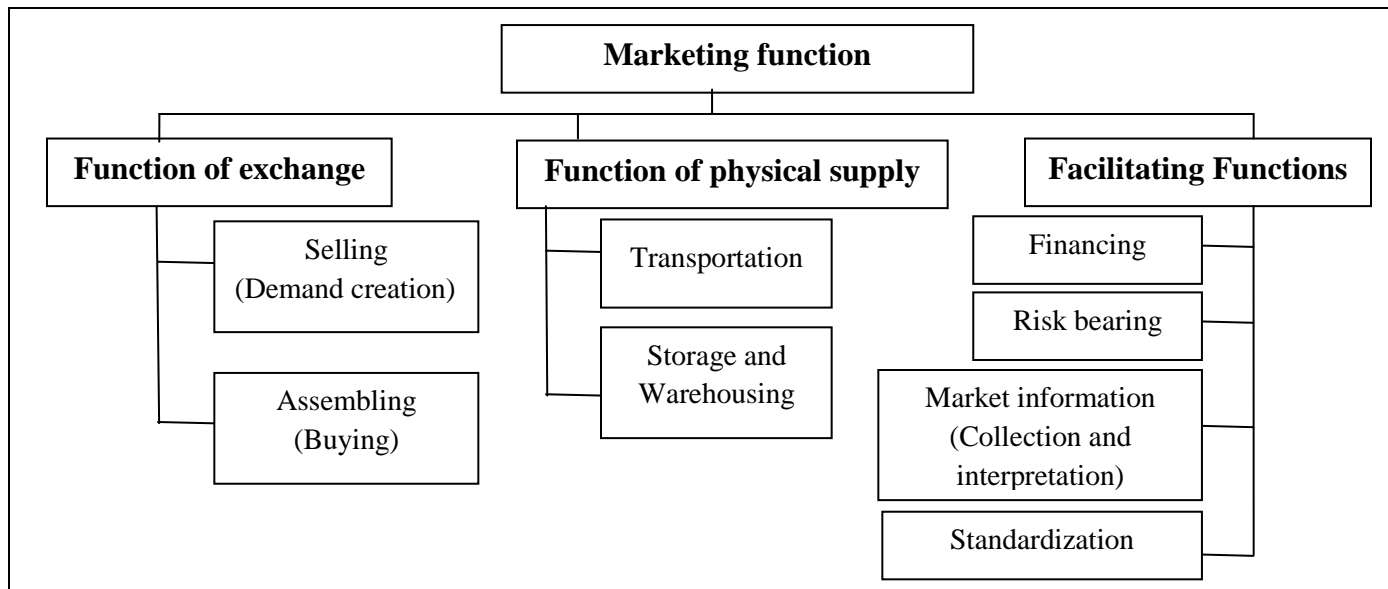 Marketing function
Function of exchange
Selling
(Demand creation)
Assembling
(Buying)
Function of physical supply
Transportation
Storage and
Warehousing
Facilitating Functions
Financing
Risk bearing
Market information
(Collection and
interpretation)
Standardization